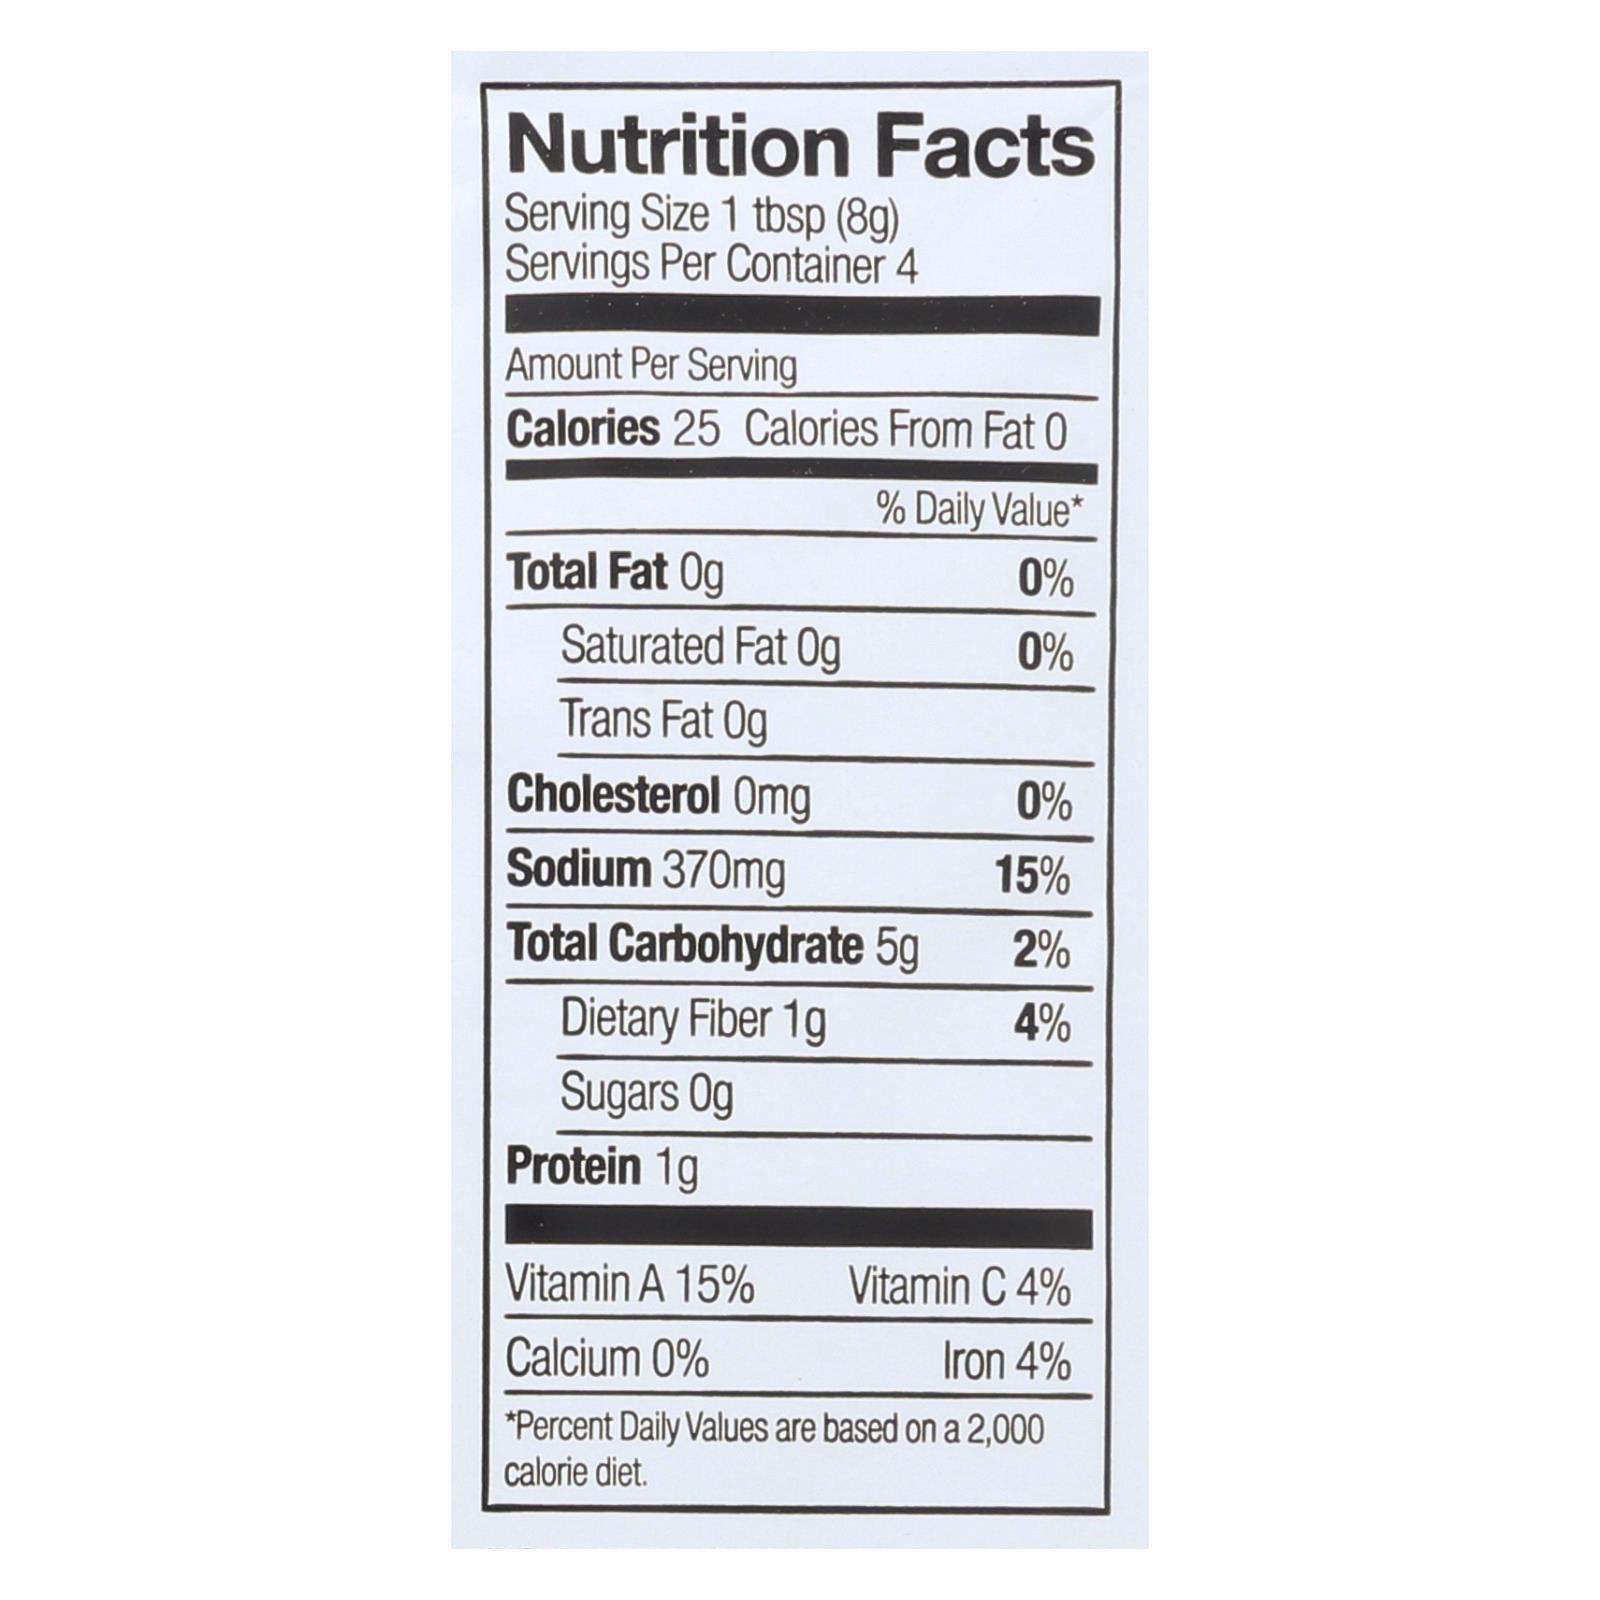 Nutrition Facts
Serving Size 1 tbsp (8g)
Servings Per Container 4
Amount Per Serving
Calories 25 Calories From Fat 0
% Daily Value*
Total Fat 0g 0%
Saturated Fat 0g 0%
Trans Fat 0g
Cholesterol 0mg 0%
Sodium 370mg 15%
Total Carbohydrate 5g 2%
Dietary Fiber 1g 4%
Sugars 0g
Protein 1g
Vitamin A 15% Vitamin C 4%
Calcium 0% Iron 4%
*Percent Daily Values are based on a 2,000
calorie diet.